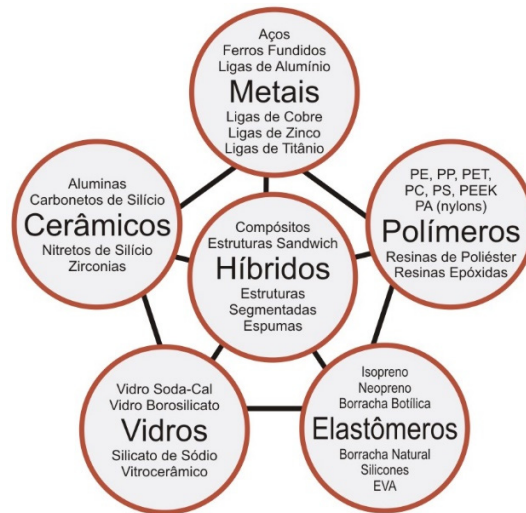 Aços
Ferros Fundidos
Ligas de Alumínio
Metais
Ligas de Cobre
Ligas de Zinco
Ligas de Titânio
Aluminas
Carbonetos de Silício
Cerâmicos
Nitretos de Silício
Zirconias
Compósitos
Estruturas Sandwich
Híbridos
Estruturas
Segmentadas
Espumas
PE, PP, PET,
PC, PS, PEEK
PA (nylons)
Polímeros
Resinas de Poliéster
Resinas Epóxidas
Vidro Soda-Cal
Vidro Borosilicato
Vidros
Silicato de Sódio
Vitrocerâmico
Isopreno
Neopreno
Borracha Botílica
Elastômeros
Borracha Natural
Silicones
EVA